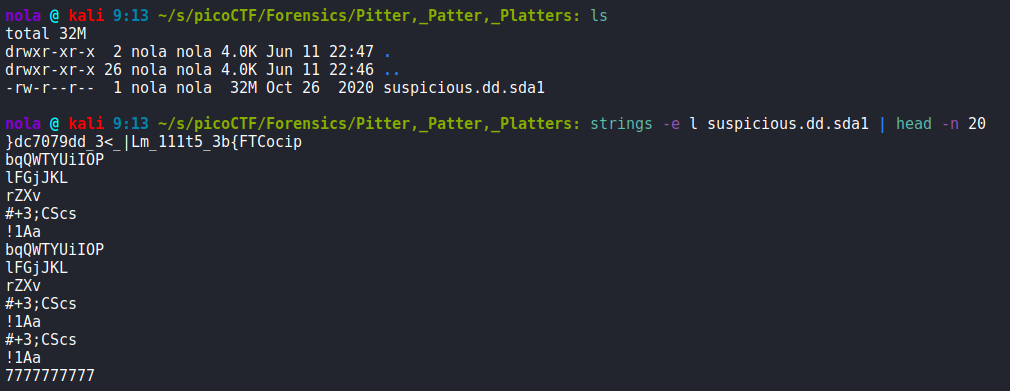 nola @ kali 9:13 ~/s/picoCTF/Forensics/Pitter,_Patter,_Platters: ls
total 32M
drwxr-xr-x  2 nola nola 4.0K Jun 11 22:47 .
drwxr-xr-x 26 nola nola 4.0K Jun 11 22:46 ..
-rw-r--r--  1 nola nola  32M Oct 26  2020 suspicious.dd.sda1
nola @ kali 9:13 ~/s/picoCTF/Forensics/Pitter,_Patter,_Platters: strings -e l suspicious.dd.sda1 | head -n 20
}dc7079dd_3<_|Lm_111t5_3b{FTCocip
bqQWTYUiIOP
lFGjJKL
rZXv
#+3;CScs
!1Aa
bqQWTYUiIOP
lFGjJKL
rZXv
#+3;CScs
!1Aa
#+3;CScs
!1Aa
7777777777